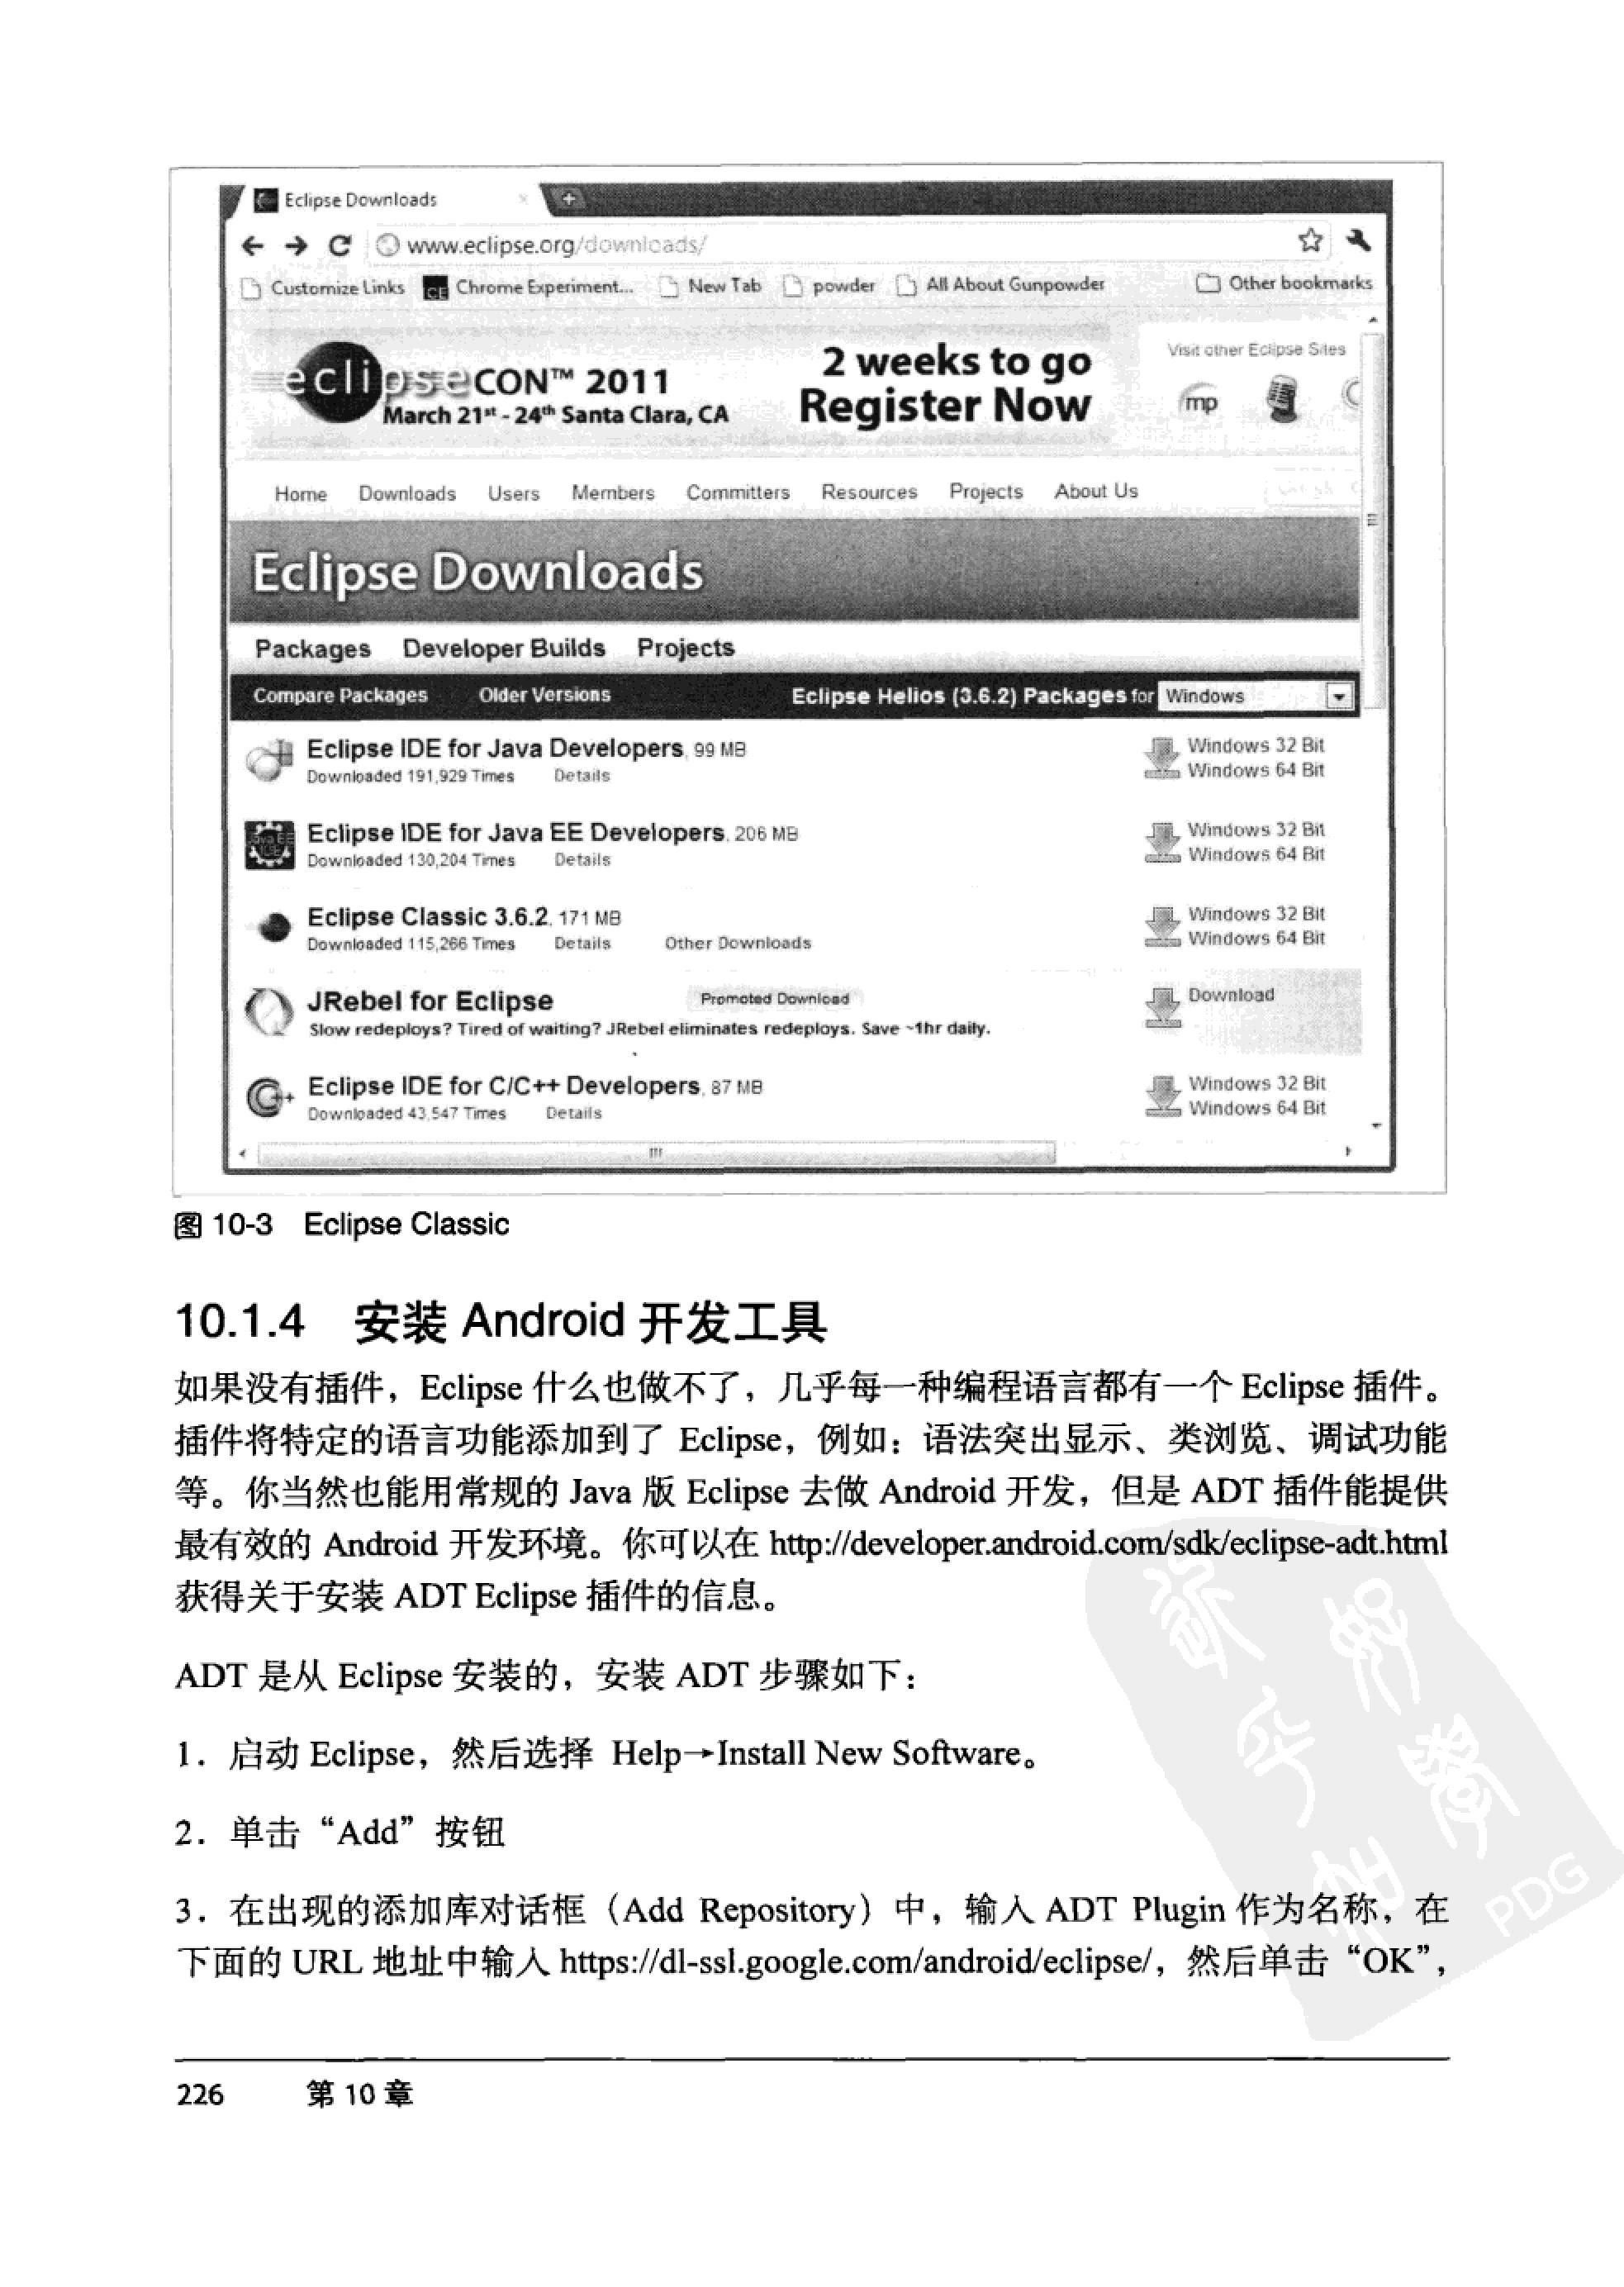 Eclipse Downloads
www.eclipse.org/downloads/
Customize Links Chrome Experiment... New Tab powder All About Gunpowder Other bookmarks
eclipseCON™ 2011
March 21st - 24th Santa Clara, CA
2 weeks to go
Register Now
Visit other Eclipse Sites
mp
Home Downloads Users Members Committers Resources Projects About Us
Eclipse Downloads
Packages Developer Builds Projects
Compare Packages Older Versions Eclipse Helios (3.6.2) Packages for Windows
Eclipse IDE for Java Developers, 99 MB Windows 32 Bit
Downloaded 191,929 Times Details Windows 64 Bit
Java EE
IDE
Eclipse IDE for Java EE Developers, 206 MB Windows 32 Bit
Downloaded 130,204 Times Details Windows 64 Bit
Eclipse Classic 3.6.2, 171 MB Windows 32 Bit
Downloaded 115,266 Times Details Other Downloads Windows 64 Bit
JRebel for Eclipse Promoted Download Download
Slow redeploys? Tired of waiting? JRebel eliminates redeploys. Save ~1hr daily.
Eclipse IDE for C/C++ Developers, 87 MB Windows 32 Bit
Downloaded 43,547 Times Details Windows 64 Bit
图 10-3 Eclipse Classic
10.1.4 安装 Android 开发工具
如果没有插件，Eclipse 什么也做不了，几乎每一种编程语言都有一个 Eclipse 插件。
插件将特定的语言功能添加到了 Eclipse，例如：语法突出显示、类浏览、调试功能
等。你当然也能用常规的 Java 版 Eclipse 去做 Android 开发，但是 ADT 插件能提供
最有效的 Android 开发环境。你可以在 http://developer.android.com/sdk/eclipse-adt.html
获得关于安装 ADT Eclipse 插件的信息。
ADT 是从 Eclipse 安装的，安装 ADT 步骤如下：
1．启动 Eclipse，然后选择 Help→Install New Software。
2．单击“Add”按钮
3．在出现的添加库对话框（Add Repository）中，输入 ADT Plugin 作为名称，在
下面的 URL 地址中输入 https://dl-ssl.google.com/android/eclipse/，然后单击“OK”，
PDG
226 第 10 章